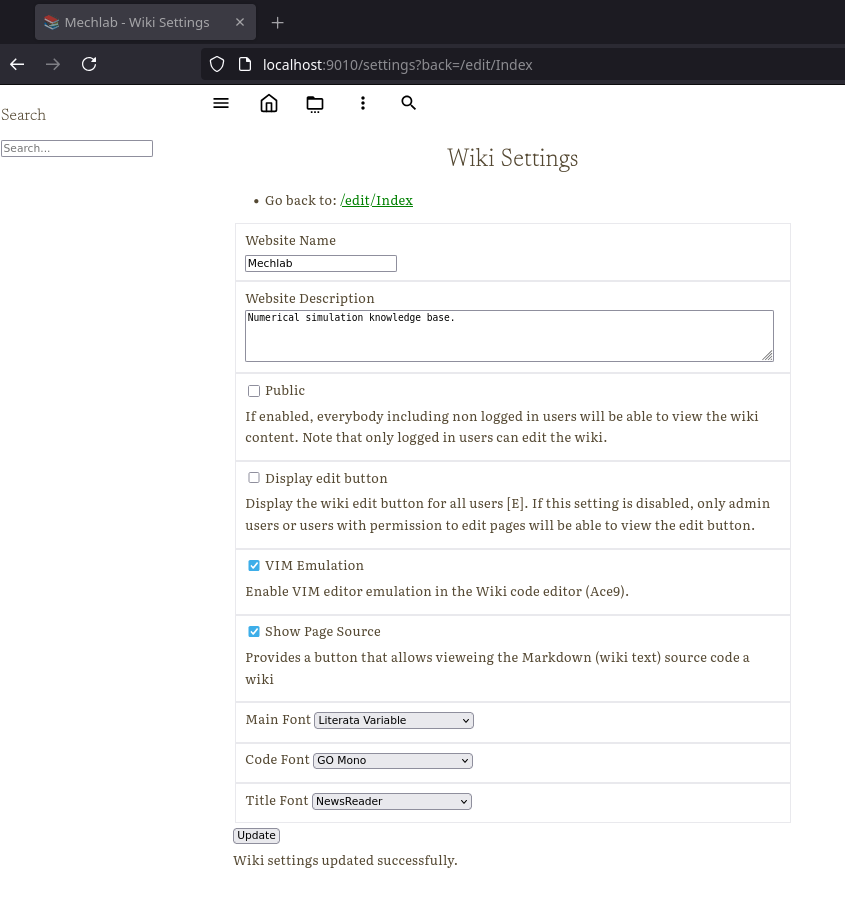 Mechlab - Wiki Settings
localhost:9010/settings?back=/edit/Index
Search
Search...
Wiki Settings
• Go back to: /edit/Index
Website Name
Mechlab
Website Description
Numerical simulation knowledge base.
Public
If enabled, everybody including non logged in users will be able to view the wiki
content. Note that only logged in users can edit the wiki.
Display edit button
Display the wiki edit button for all users [E]. If this setting is disabled, only admin
users or users with permission to edit pages will be able to view the edit button.
VIM Emulation
Enable VIM editor emulation in the Wiki code editor (Ace9).
Show Page Source
Provides a button that allows vieweing the Markdown (wiki text) source code a
wiki
Main Font Literata Variable
Code Font GO Mono
Title Font NewsReader
Update
Wiki settings updated successfully.